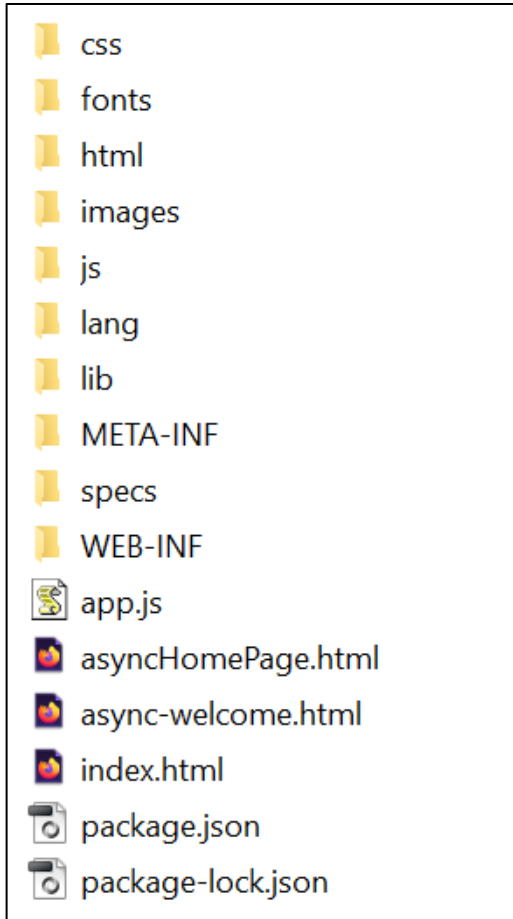 css
fonts
html
images
js
lang
lib
META-INF
specs
WEB-INF
app.js
asyncHomePage.html
async-welcome.html
index.html
package.json
package-lock.json